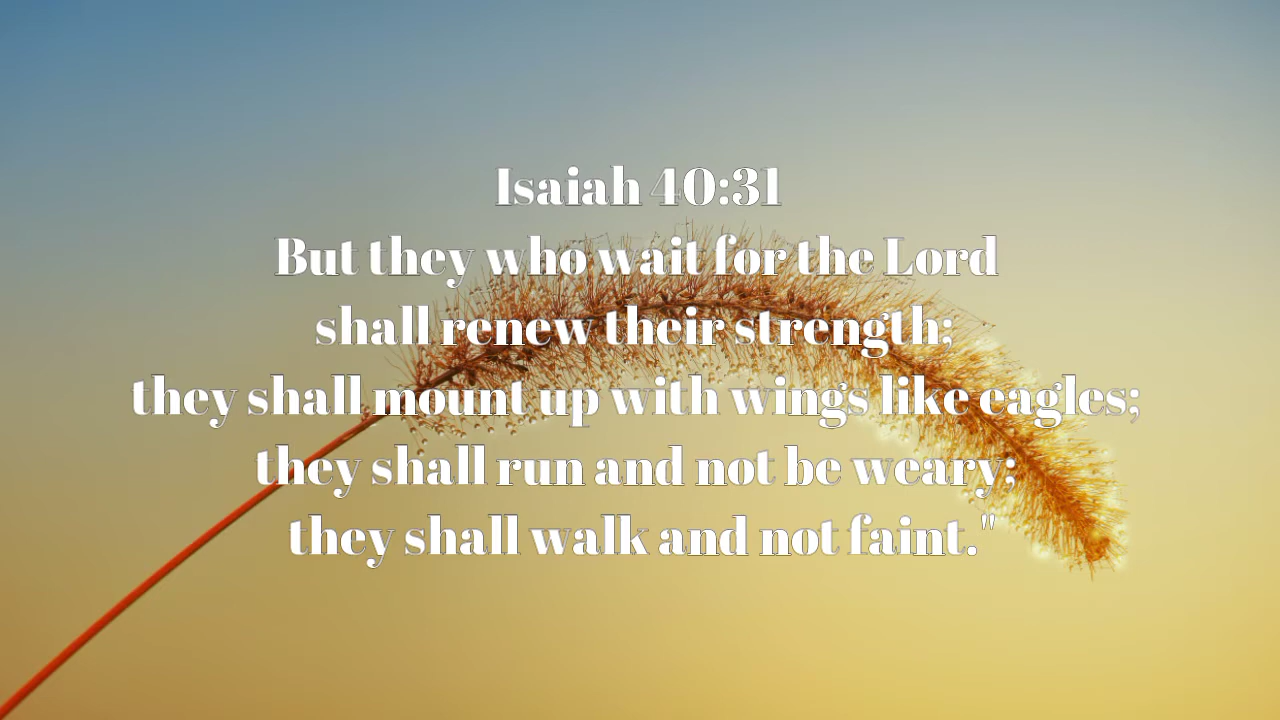 Isaiah 40:31
But they who wait for the Lord
shall renew their strength;
they shall mount up with wings like eagles;
they shall run and not be weary;
they shall walk and not faint."